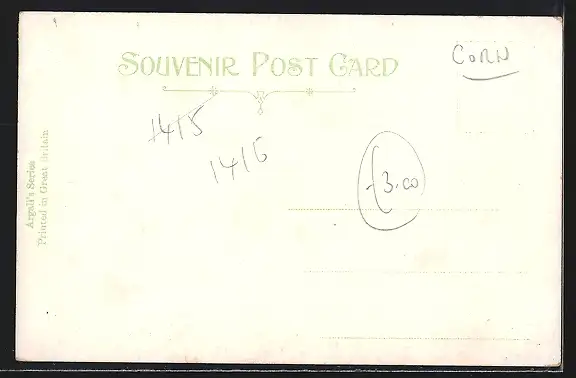 SOUVENIR POST CARD
CORN
1415
1416
3.00
Argall's Series
Printed in Great Britain